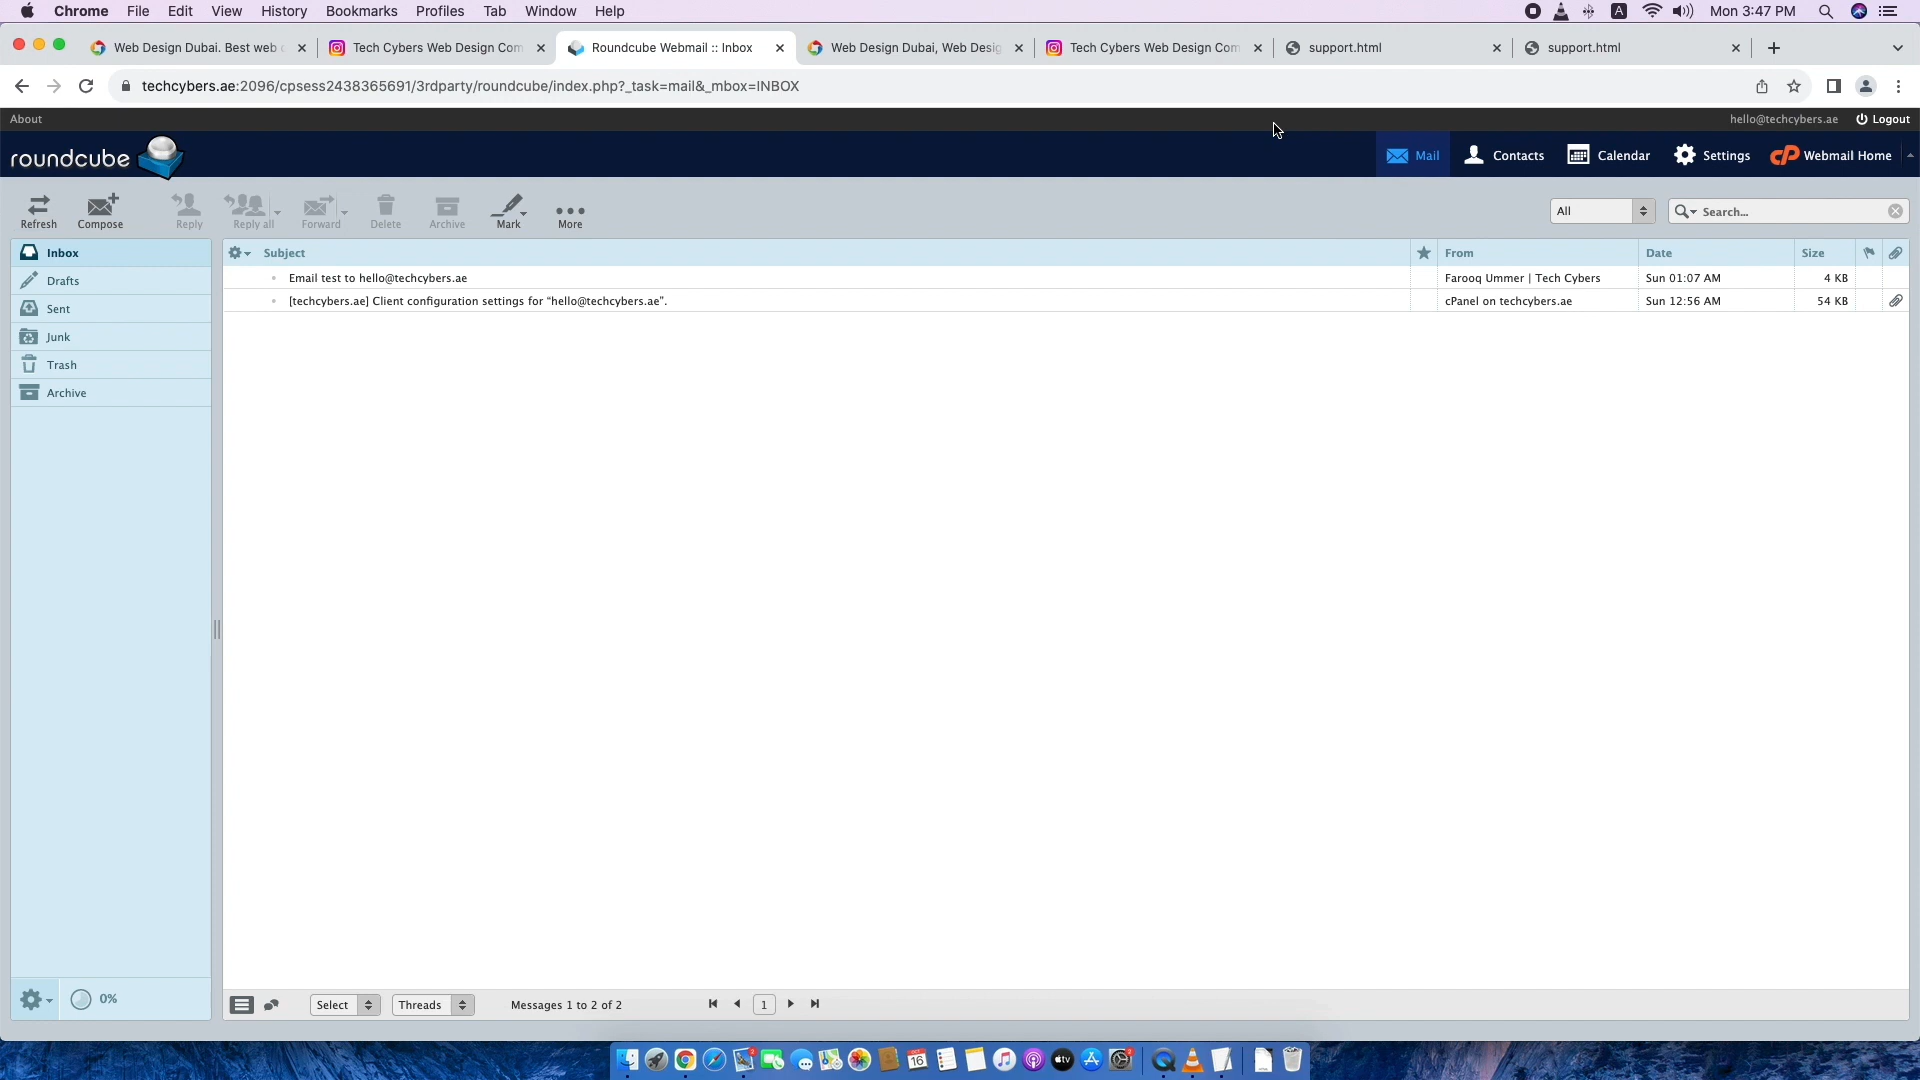 Chrome File Edit View History Bookmarks Profiles Tab Window Help A Mon 3:47 PM
Web Design Dubai. Best web Tech Cybers Web Design Com Roundcube Webmail :: Inbox Web Design Dubai, Web Desig Tech Cybers Web Design Com support.html support.html
techcybers.ae:2096/cpsess2438365691/3rdparty/roundcube/index.php?_task=mail&_mbox=INBOX
About hello@techcybers.ae Logout
roundcube Mail Contacts Calendar Settings cP Webmail Home
Refresh Compose Reply Reply all Forward Delete Archive Mark More All Search...
Inbox Subject From Date Size
Drafts Email test to hello@techcybers.ae Farooq Ummer | Tech Cybers Sun 01:07 AM 4 KB
Sent [techcybers.ae] Client configuration settings for “hello@techcybers.ae”. cPanel on techcybers.ae Sun 12:56 AM 54 KB
Junk
Trash
Archive
0% Select Threads Messages 1 to 2 of 2 1
16 tv